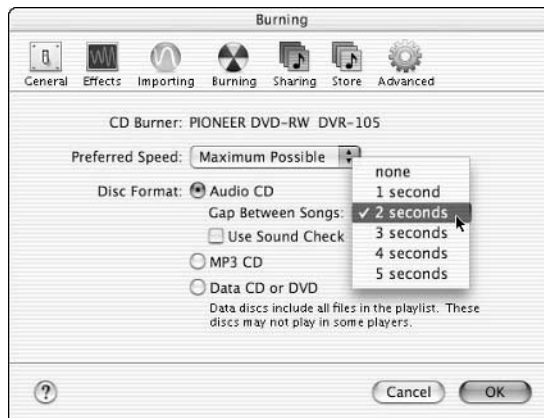 Burning
General Effects Importing Burning Sharing Store Advanced
CD Burner: PIONEER DVD-RW DVR-105
Preferred Speed: Maximum Possible
Disc Format: Audio CD
Gap Between Songs:
none
1 second
✓ 2 seconds
3 seconds
4 seconds
5 seconds
Use Sound Check
MP3 CD
Data CD or DVD
Data discs include all files in the playlist. These
discs may not play in some players.
? Cancel OK